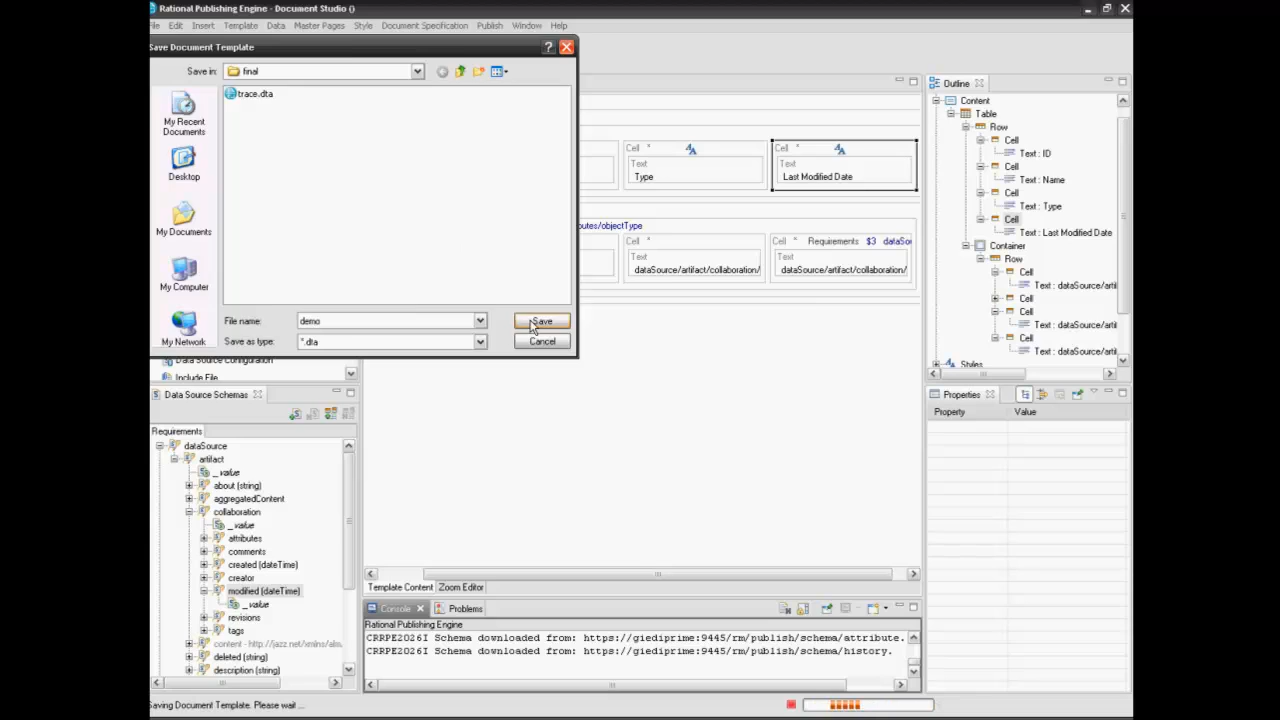 Rational Publishing Engine - Document Studio ()
File Edit Insert Template Data Master Pages Style Document Specification Publish Window Help
Save Document Template
Save in: final
trace.dta
My Recent Documents
Desktop
My Documents
My Computer
My Network
File name: demo
Save as type: *.dta
Save
Cancel
Cell *
Text
Type
Cell *
Text
Last Modified Date
butes/objectType
Cell *
Text
dataSource/artifact/collaboration/
Cell * Requirements $3 dataSou
Text
dataSource/artifact/collaboration/
Template Content Zoom Editor
Outline
Content
Table
Row
Cell
Text : ID
Cell
Text : Name
Cell
Text : Type
Cell
Text : Last Modified Date
Container
Row
Cell
Text : dataSource/artif
Cell
Cell
Text : dataSource/artif
Cell
Text : dataSource/artif
Styles
Data Source Configuration
Include File
Data Source Schemas
Requirements
dataSource
artifact
_value
about (string)
aggregatedContent
collaboration
_value
attributes
comments
created (dateTime)
creator
modified (dateTime)
_value
revisions
tags
content - http://jazz.net/xmlns/alm
deleted (string)
description (string)
Console Problems
Rational Publishing Engine
CRRPE2026I Schema downloaded from: https://giediprime:9445/rm/publish/schema/attribute.
CRRPE2026I Schema downloaded from: https://giediprime:9445/rm/publish/schema/history.
Properties
Property Value
Saving Document Template. Please wait ...